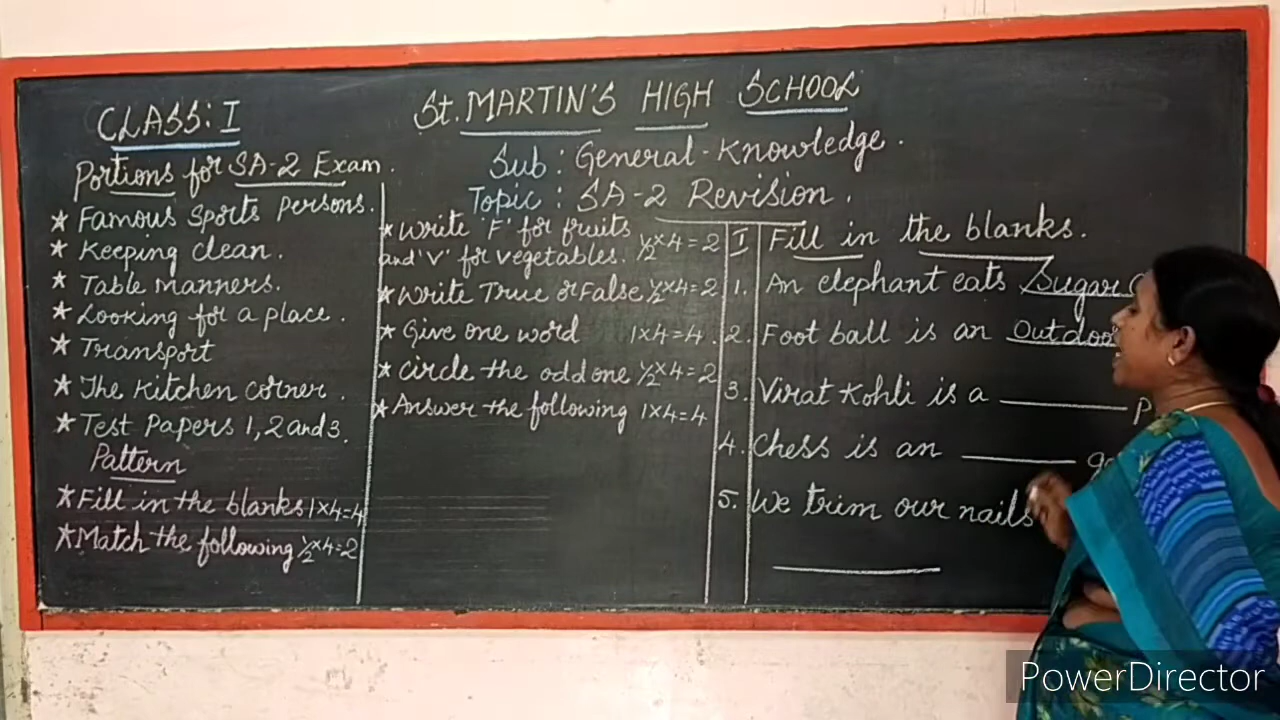 St. MARTIN'S HIGH SCHOOL
CLASS: I
Sub : General-Knowledge.
Topic : SA-2 Revision.
Portions for SA-2 Exam.
★ Famous Sports Persons.
★ Keeping clean.
★ Table manners.
★ Looking for a place.
★ Transport
★ The Kitchen corner.
★ Test Papers 1, 2 and 3.
Pattern
★ Fill in the blanks 1×4=4
★ Match the following ½×4=2
★ Write 'F' for fruits
and 'V' for vegetables. ½×4=2
★ Write True or False ½×4=2
★ Give one word 1×4=4.
★ Circle the odd one ½×4=2
★ Answer the following 1×4=4
I Fill in the blanks.
1. An elephant eats Sugar
2. Foot ball is an Outdoo
3. Virat Kohli is a ________ p
4. Chess is an ________ ga
5. We trim our nails
________
PowerDirector